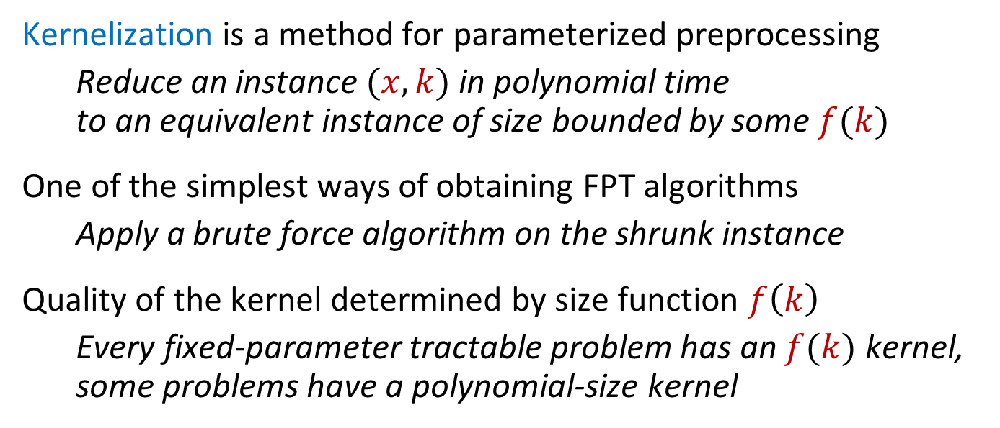 Kernelization is a method for parameterized preprocessing
Reduce an instance (x, k) in polynomial time
to an equivalent instance of size bounded by some f(k)
One of the simplest ways of obtaining FPT algorithms
Apply a brute force algorithm on the shrunk instance
Quality of the kernel determined by size function f(k)
Every fixed-parameter tractable problem has an f(k) kernel,
some problems have a polynomial-size kernel